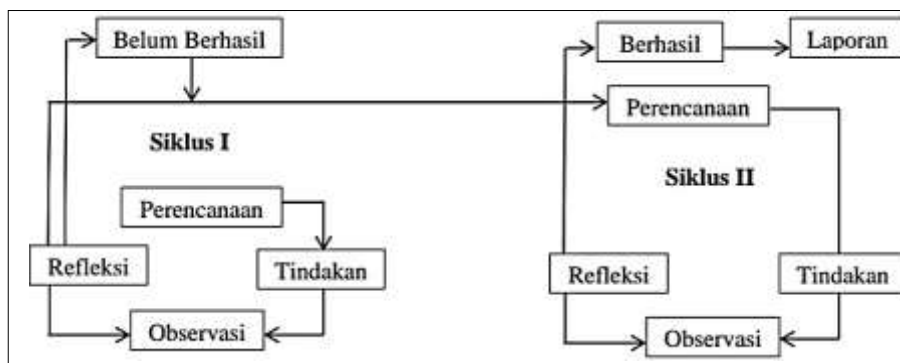 Belum Berhasil
Siklus I
Perencanaan
Refleksi
Tindakan
Observasi
Berhasil
Laporan
Perencanaan
Siklus II
Refleksi
Tindakan
Observasi